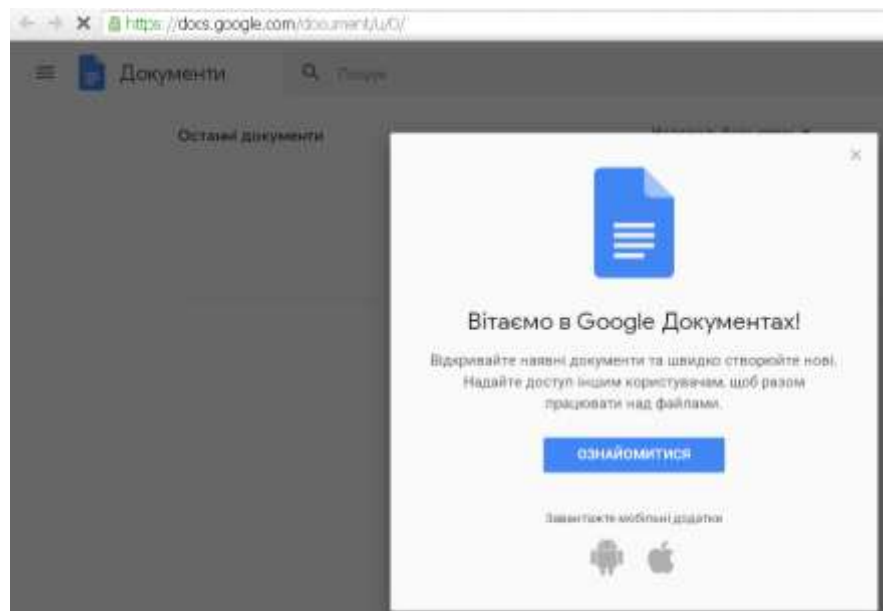 https://docs.google.com/document/u/0/
Документи
Пошук
Останні документи
Вітаємо в Google Документах!
Відкривайте наявні документи та швидко створюйте нові.
Надайте доступ іншим користувачам, щоб разом
працювати над файлами.
ОЗНАЙОМИТИСЯ
Завантажте мобільні додатки